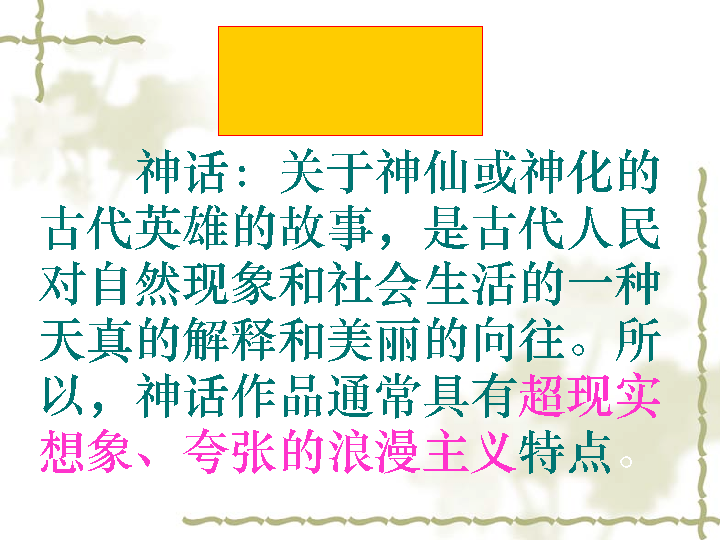 神话：关于神仙或神化的
古代英雄的故事，是古代人民
对自然现象和社会生活的一种
天真的解释和美丽的向往。所
以，神话作品通常具有超现实
想象、夸张的浪漫主义特点。